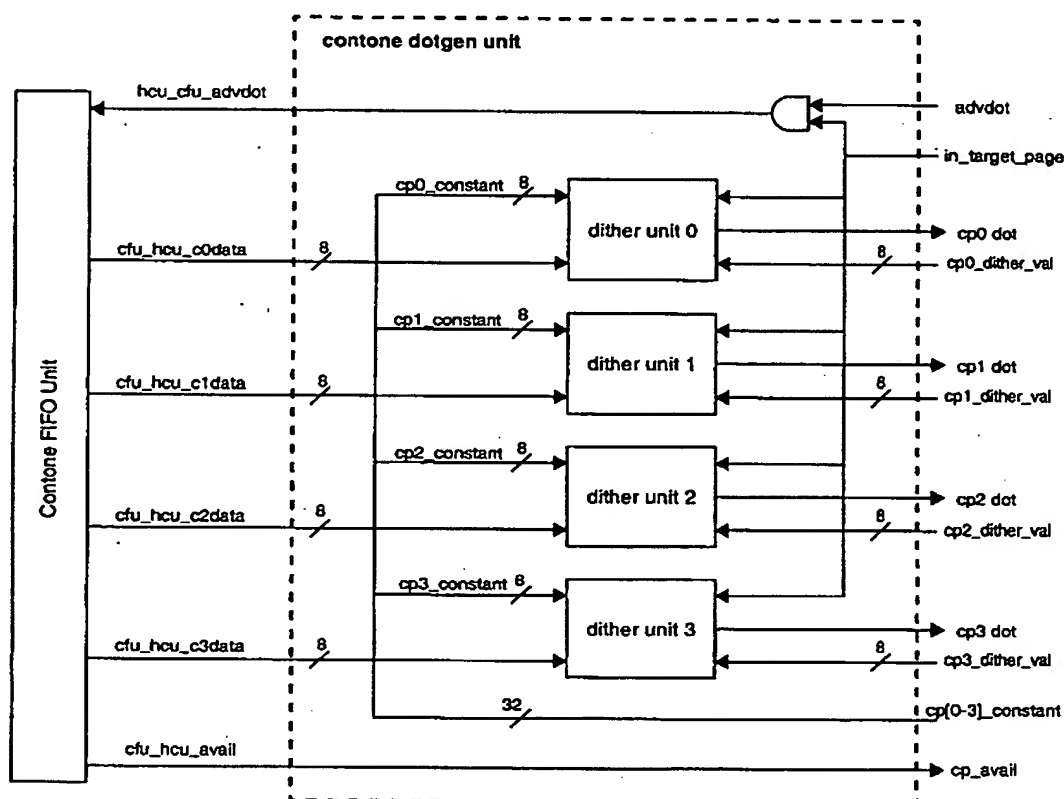 contone dotgen unit
hcu_cfu_advdot
advdot
in_target_page
cp0_constant 8
dither unit 0
cp0 dot
cfu_hcu_c0data 8
8 cp0_dither_val
cp1_constant 8
dither unit 1
cp1 dot
cfu_hcu_c1data 8
8 cp1_dither_val
Contone FIFO Unit
cp2_constant 8
dither unit 2
cp2 dot
cfu_hcu_c2data 8
8 cp2_dither_val
cp3_constant 8
dither unit 3
cp3 dot
cfu_hcu_c3data 8
8 cp3_dither_val
32
cp[0-3]_constant
cfu_hcu_avail
cp_avail